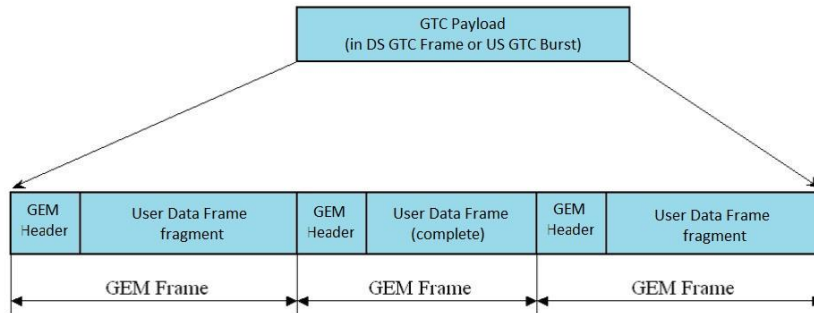 GTC Payload
(in DS GTC Frame or US GTC Burst)
GEM
Header
User Data Frame
fragment
GEM
Header
User Data Frame
(complete)
GEM
Header
User Data Frame
fragment
GEM Frame
GEM Frame
GEM Frame